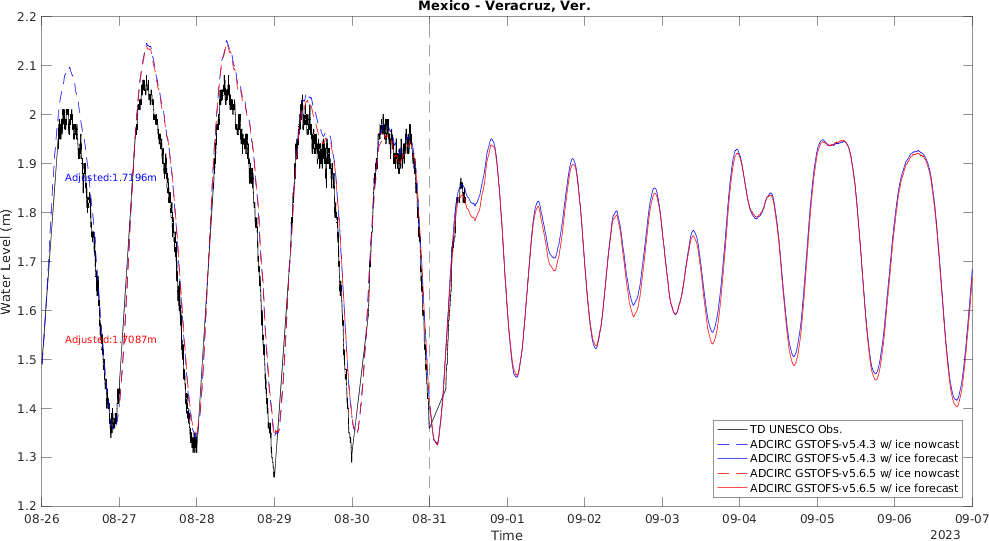 Mexico - Veracruz, Ver.
2.2
2.1
2
1.9
1.8
1.7
1.6
1.5
1.4
1.3
1.2
Water Level (m)
Adjusted:1.7196m
Adjusted:1.7087m
TD UNESCO Obs.
ADCIRC GSTOFS-v5.4.3 w/ ice nowcast
ADCIRC GSTOFS-v5.4.3 w/ ice forecast
ADCIRC GSTOFS-v5.6.5 w/ ice nowcast
ADCIRC GSTOFS-v5.6.5 w/ ice forecast
08-26 08-27 08-28 08-29 08-30 08-31 09-01 09-02 09-03 09-04 09-05 09-06 09-07
Time
2023